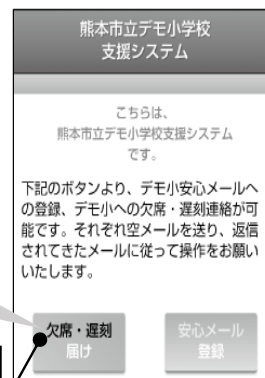 熊本市立デモ小学校
支援システム
こちらは、
熊本市立デモ小学校支援システム
です。
下記のボタンより、デモ小安心メールへ
の登録、デモ小への欠席・遅刻連絡が可
能です。それぞれ空メールを送り、返信
されてきたメールに従って操作をお願い
いたします。
欠席・遅刻
届け
安心メール
登録